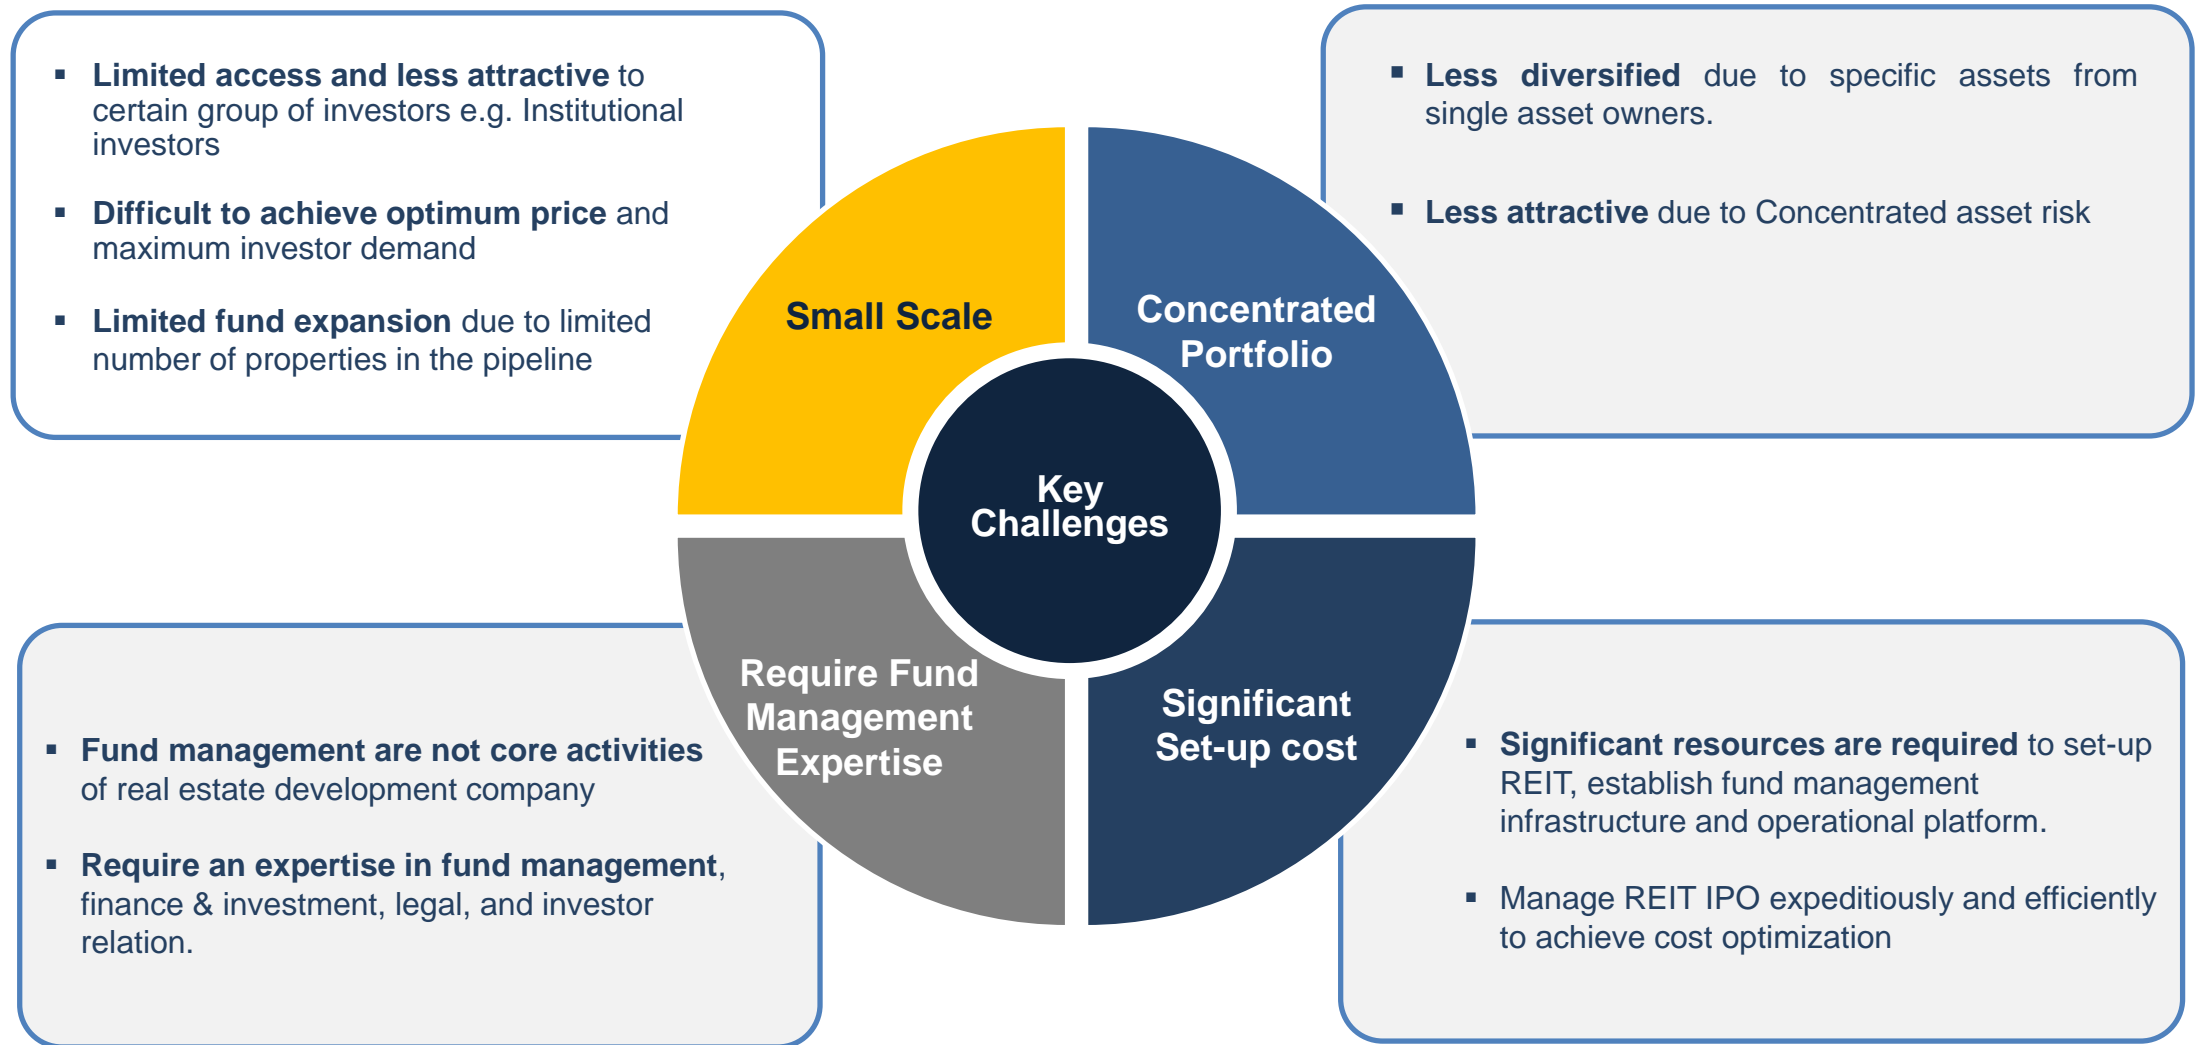 ▪ Limited access and less attractive to
certain group of investors e.g. Institutional
investors
▪ Difficult to achieve optimum price and
maximum investor demand
▪ Limited fund expansion due to limited
number of properties in the pipeline
▪ Less diversified due to specific assets from
single asset owners.
▪ Less attractive due to Concentrated asset risk
Small Scale
Concentrated
Portfolio
Key
Challenges
Require Fund
Management
Expertise
Significant
Set-up cost
▪ Fund management are not core activities
of real estate development company
▪ Require an expertise in fund management,
finance & investment, legal, and investor
relation.
▪ Significant resources are required to set-up
REIT, establish fund management
infrastructure and operational platform.
▪ Manage REIT IPO expeditiously and efficiently
to achieve cost optimization